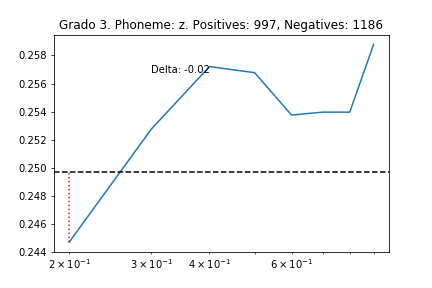 Grado 3. Phoneme: z. Positives: 997, Negatives: 1186
0.258
Delta: -0.02
0.256
0.254
0.252
0.250
0.248
0.246
0.244
2 × 10⁻¹ 3 × 10⁻¹ 4 × 10⁻¹ 6 × 10⁻¹